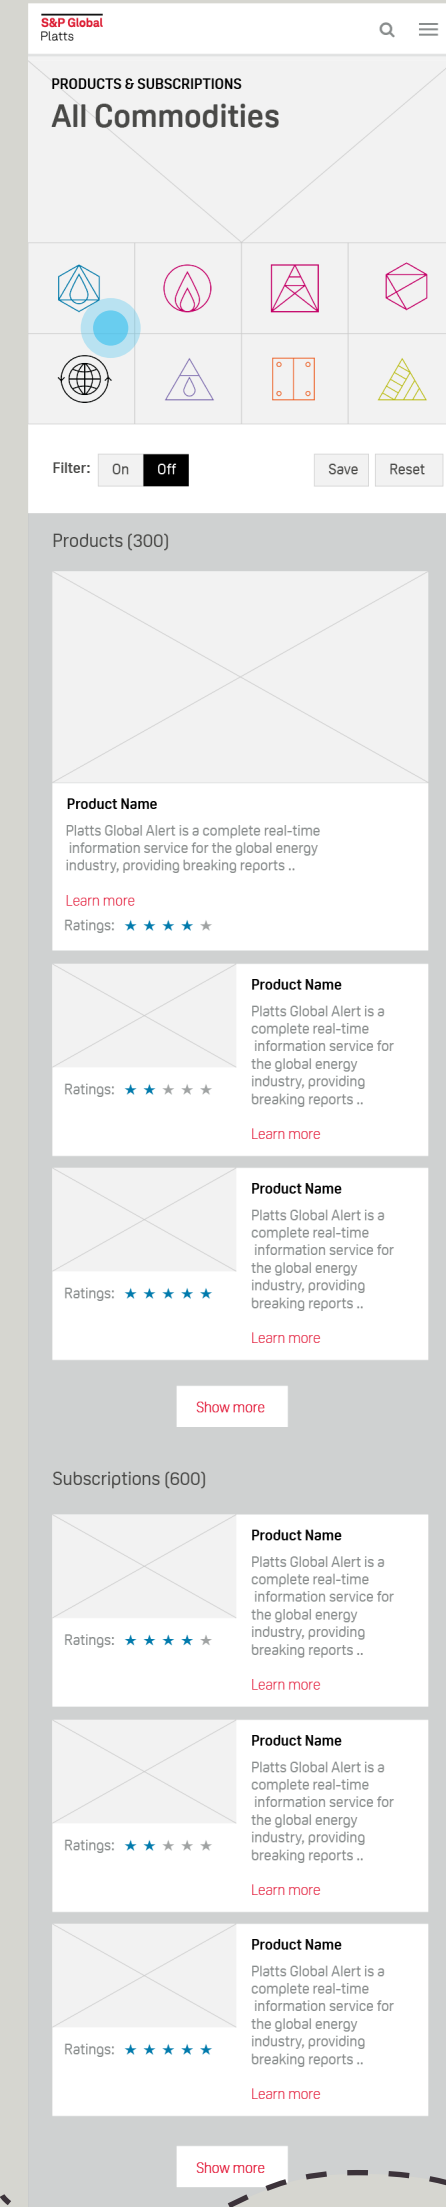 S&P Global
Platts
PRODUCTS & SUBSCRIPTIONS
All Commodities
Filter: On Off Save Reset
Products (300)
Product Name
Platts Global Alert is a complete real-time
information service for the global energy
industry, providing breaking reports ..
Learn more
Ratings:
Product Name
Platts Global Alert is a
complete real-time
information service for
the global energy
industry, providing
breaking reports ..
Learn more
Ratings:
Product Name
Platts Global Alert is a
complete real-time
information service for
the global energy
industry, providing
breaking reports ..
Learn more
Ratings:
Show more
Subscriptions (600)
Product Name
Platts Global Alert is a
complete real-time
information service for
the global energy
industry, providing
breaking reports ..
Learn more
Ratings:
Product Name
Platts Global Alert is a
complete real-time
information service for
the global energy
industry, providing
breaking reports ..
Learn more
Ratings:
Product Name
Platts Global Alert is a
complete real-time
information service for
the global energy
industry, providing
breaking reports ..
Learn more
Ratings:
Show more